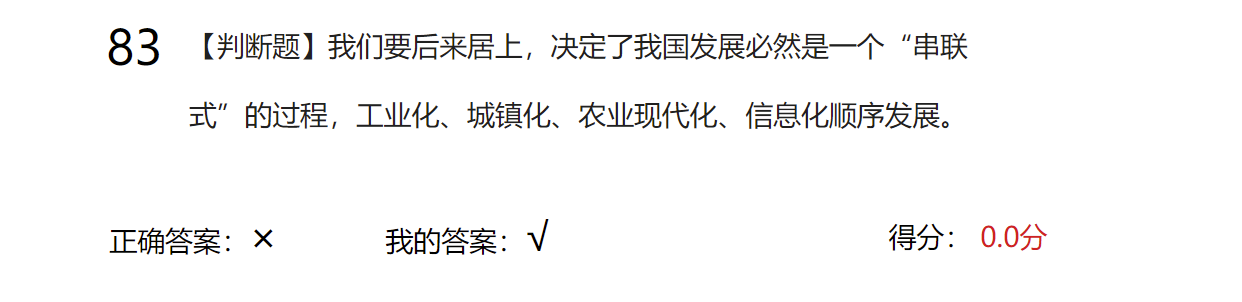 83 【判断题】我们要后来居上，决定了我国发展必然是一个“串联
式”的过程，工业化、城镇化、农业现代化、信息化顺序发展。
正确答案：× 我的答案：√ 得分： 0.0分